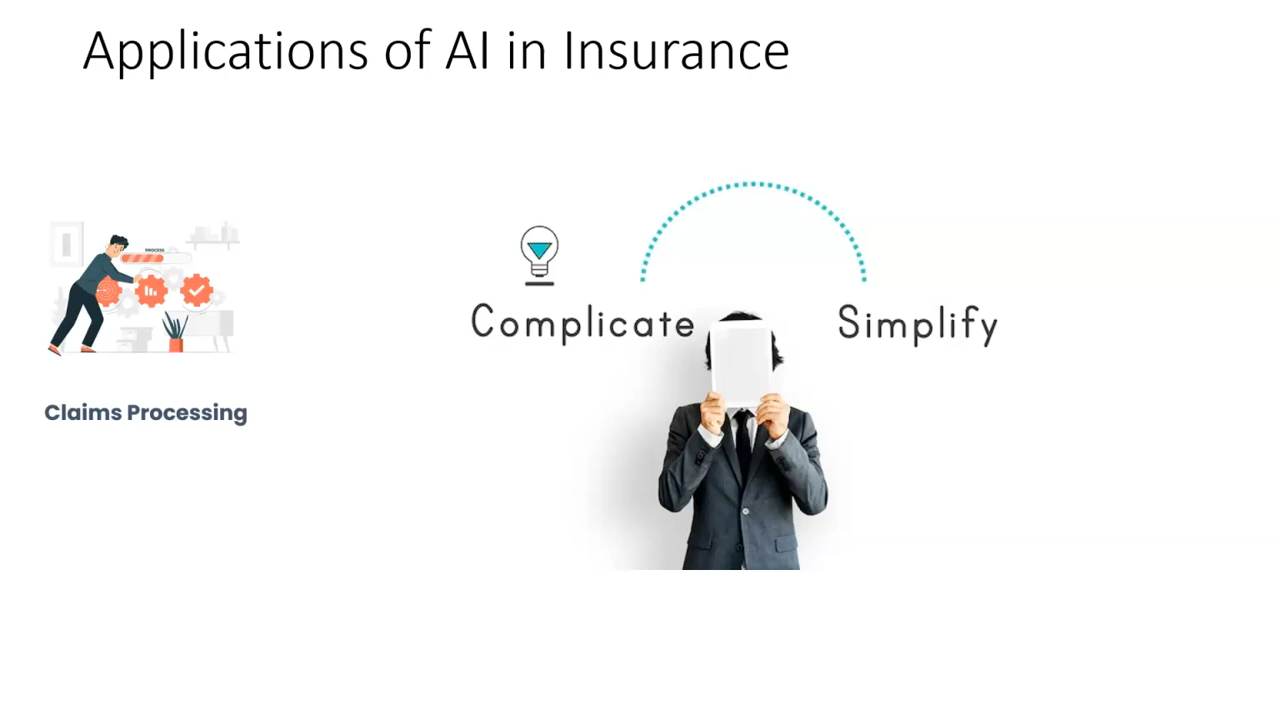 Applications of AI in Insurance
PROCESS
Complicate
Simplify
Claims Processing